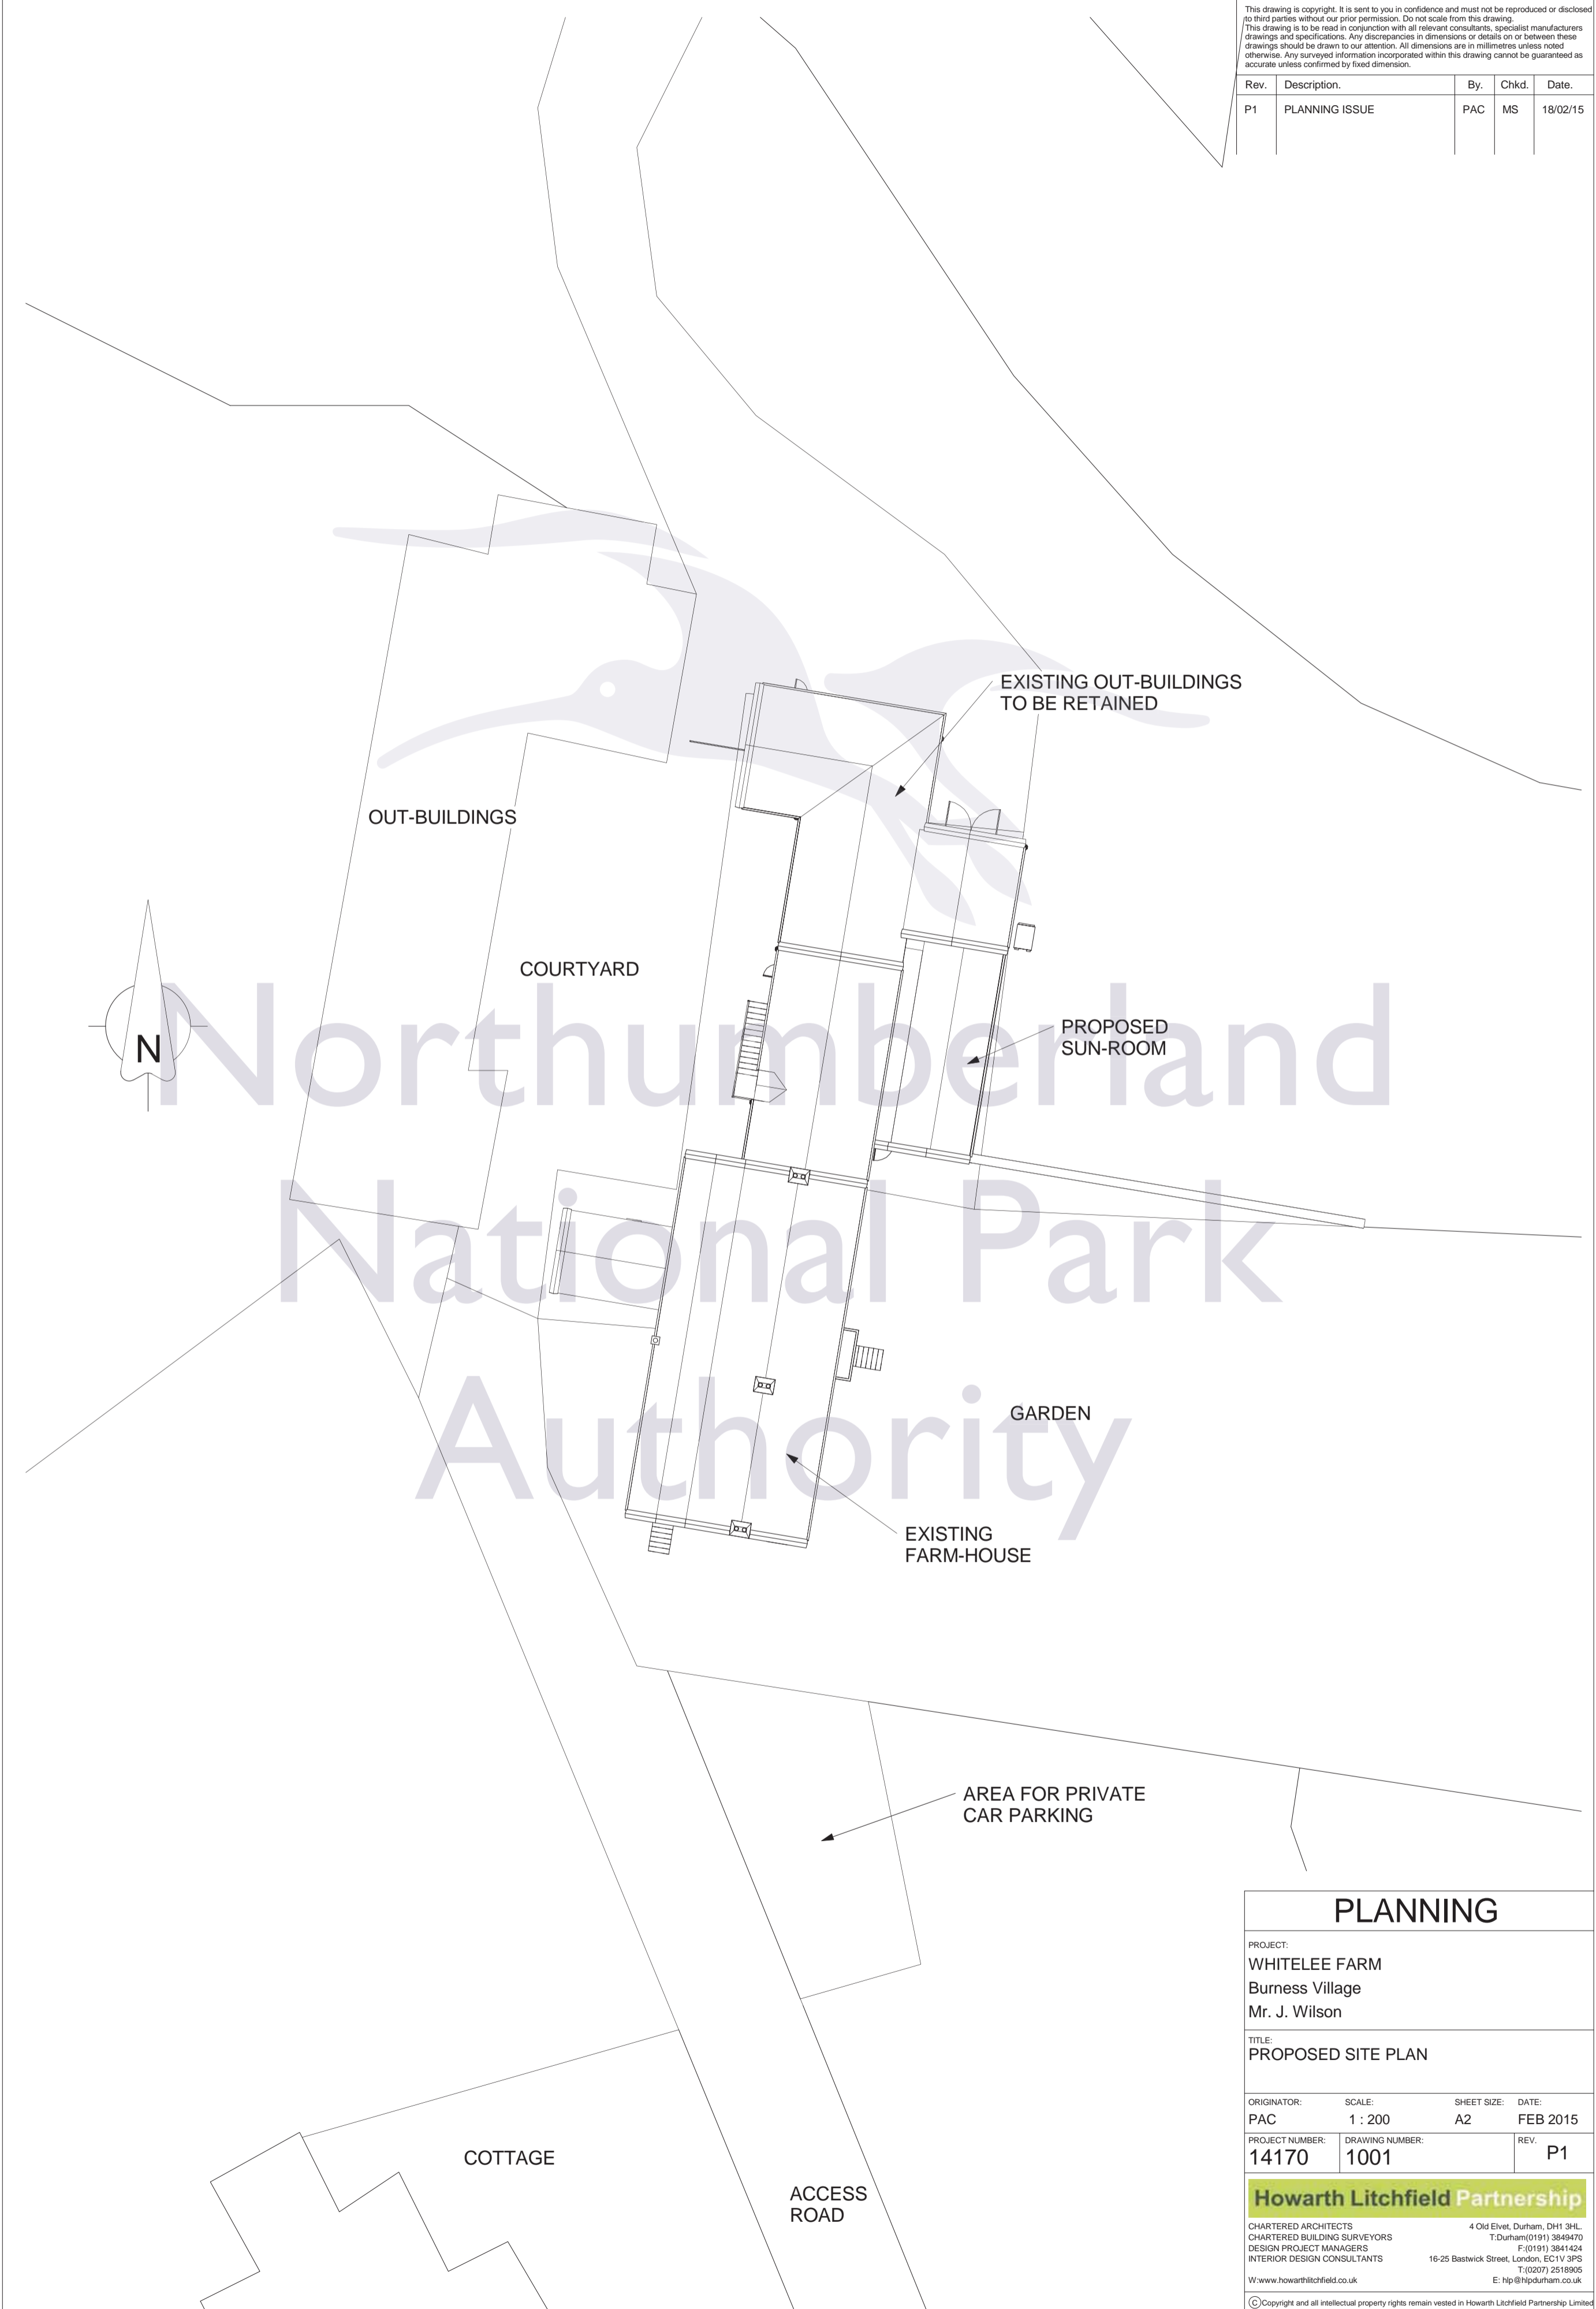 This drawing is copyright. It is sent to you in confidence and must not be reproduced or disclosed
to third parties without our prior permission. Do not scale from this drawing.
This drawing is to be read in conjunction with all relevant consultants, specialist manufacturers
drawings and specifications. Any discrepancies in dimensions or details on or between these
drawings should be drawn to our attention. All dimensions are in millimetres unless noted
otherwise. Any surveyed information incorporated within this drawing cannot be guaranteed as
accurate unless confirmed by fixed dimension.
Rev. Description. By. Chkd. Date.
P1 PLANNING ISSUE PAC MS 18/02/15
EXISTING OUT-BUILDINGS
TO BE RETAINED
OUT-BUILDINGS
COURTYARD
PROPOSED
SUN-ROOM
N
Northumberland
National Park
Authority
GARDEN
EXISTING
FARM-HOUSE
AREA FOR PRIVATE
CAR PARKING
COTTAGE
ACCESS
ROAD
PLANNING
PROJECT:
WHITELEE FARM
Burness Village
Mr. J. Wilson
TITLE:
PROPOSED SITE PLAN
ORIGINATOR: SCALE: SHEET SIZE: DATE:
PAC 1 : 200 A2 FEB 2015
PROJECT NUMBER: DRAWING NUMBER: REV.
14170 1001 P1
Howarth Litchfield Partnership
CHARTERED ARCHITECTS 4 Old Elvet, Durham, DH1 3HL.
CHARTERED BUILDING SURVEYORS T:Durham(0191) 3849470
DESIGN PROJECT MANAGERS F:(0191) 3841424
INTERIOR DESIGN CONSULTANTS 16-25 Bastwick Street, London, EC1V 3PS
T:(0207) 2518905
W:www.howarthlitchfield.co.uk E: hlp@hlpdurham.co.uk
©Copyright and all intellectual property rights remain vested in Howarth Litchfield Partnership Limited